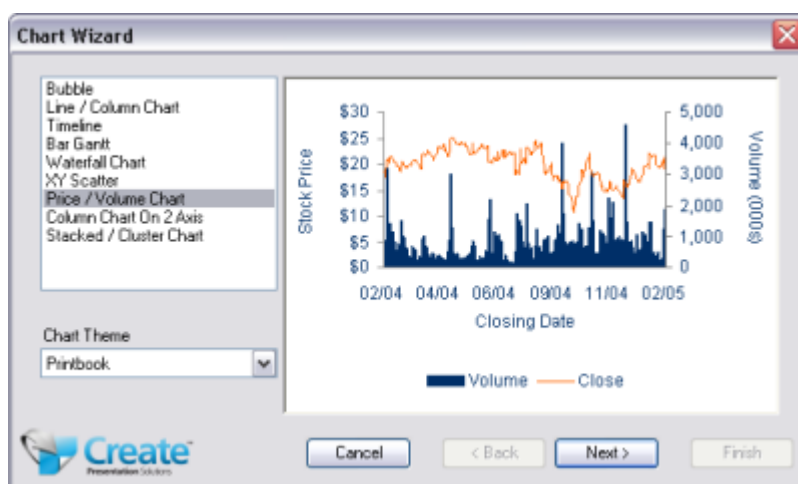 Chart Wizard
Bubble
Line / Column Chart
Timeline
Bar Gantt
Waterfall Chart
XY Scatter
Price / Volume Chart
Column Chart On 2 Axis
Stacked / Cluster Chart
Chart Theme
Printbook
Stock Price
$30
$25
$20
$15
$10
$5
$0
5,000
4,000
3,000
2,000
1,000
0
Volume (000s)
02/04 04/04 06/04 09/04 11/04 02/05
Closing Date
Volume Close
Create™
Presentation Solutions
Cancel
< Back
Next >
Finish